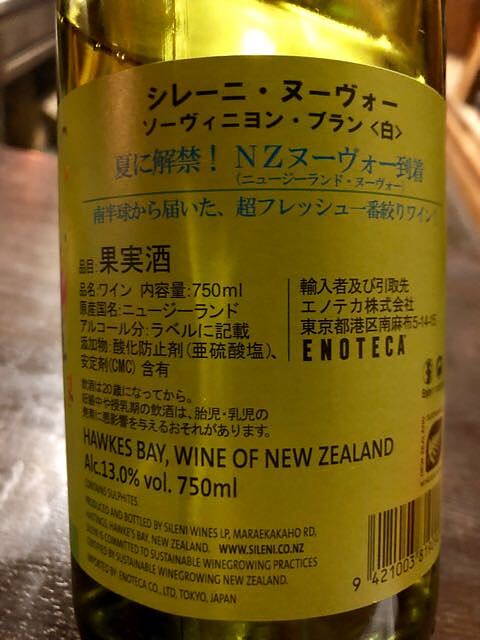 シレーニ・ヌーヴォー
ソーヴィニヨン・ブラン〈白〉
夏に解禁! NZヌーヴォー到着
(ニュージーランド・ヌーヴォー)
南半球から届いた、超フレッシュ一番搾りワイン
品目:果実酒
品名:ワイン 内容量:750ml
原産国名:ニュージーランド
アルコール分:ラベルに記載
添加物:酸化防止剤(亜硫酸塩)、
安定剤(CMC) 含有
輸入者及び引取先
エノテカ株式会社
東京都港区南麻布5-14-15
ENOTECA
飲酒は20歳になってから。
妊娠中や授乳期の飲酒は、胎児・乳児の
発育に悪影響を与えるおそれがあります。
HAWKES BAY, WINE OF NEW ZEALAND
Alc.13.0% vol. 750ml
CONTAINS SULPHITES.
PRODUCED AND BOTTLED BY SILENI WINES LP, MARAEKAKAHO RD,
HASTINGS, HAWKE'S BAY, NEW ZEALAND. WWW.SILENI.CO.NZ
SILENI IS COMMITTED TO SUSTAINABLE WINEGROWING PRACTICES
CERTIFIED BY SUSTAINABLE WINEGROWING NEW ZEALAND.
IMPORTED BY: ENOTECA CO., LTD, TOKYO, JAPAN